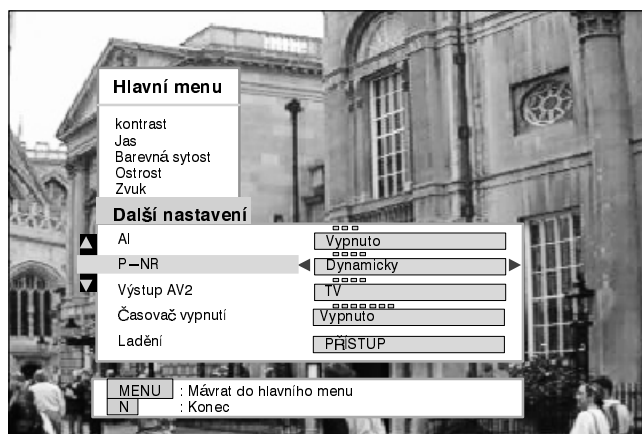 Hlavní menu
kontrast
Jas
Barevná sytost
Ostrost
Zvuk
Další nastavení
AI Vypnuto
P–NR Dynamicky
Výstup AV2 TV
Časovač vypnutí Vypnuto
Ladění PŘÍSTUP
MENU : Mávrat do hlavního menu
N : Konec